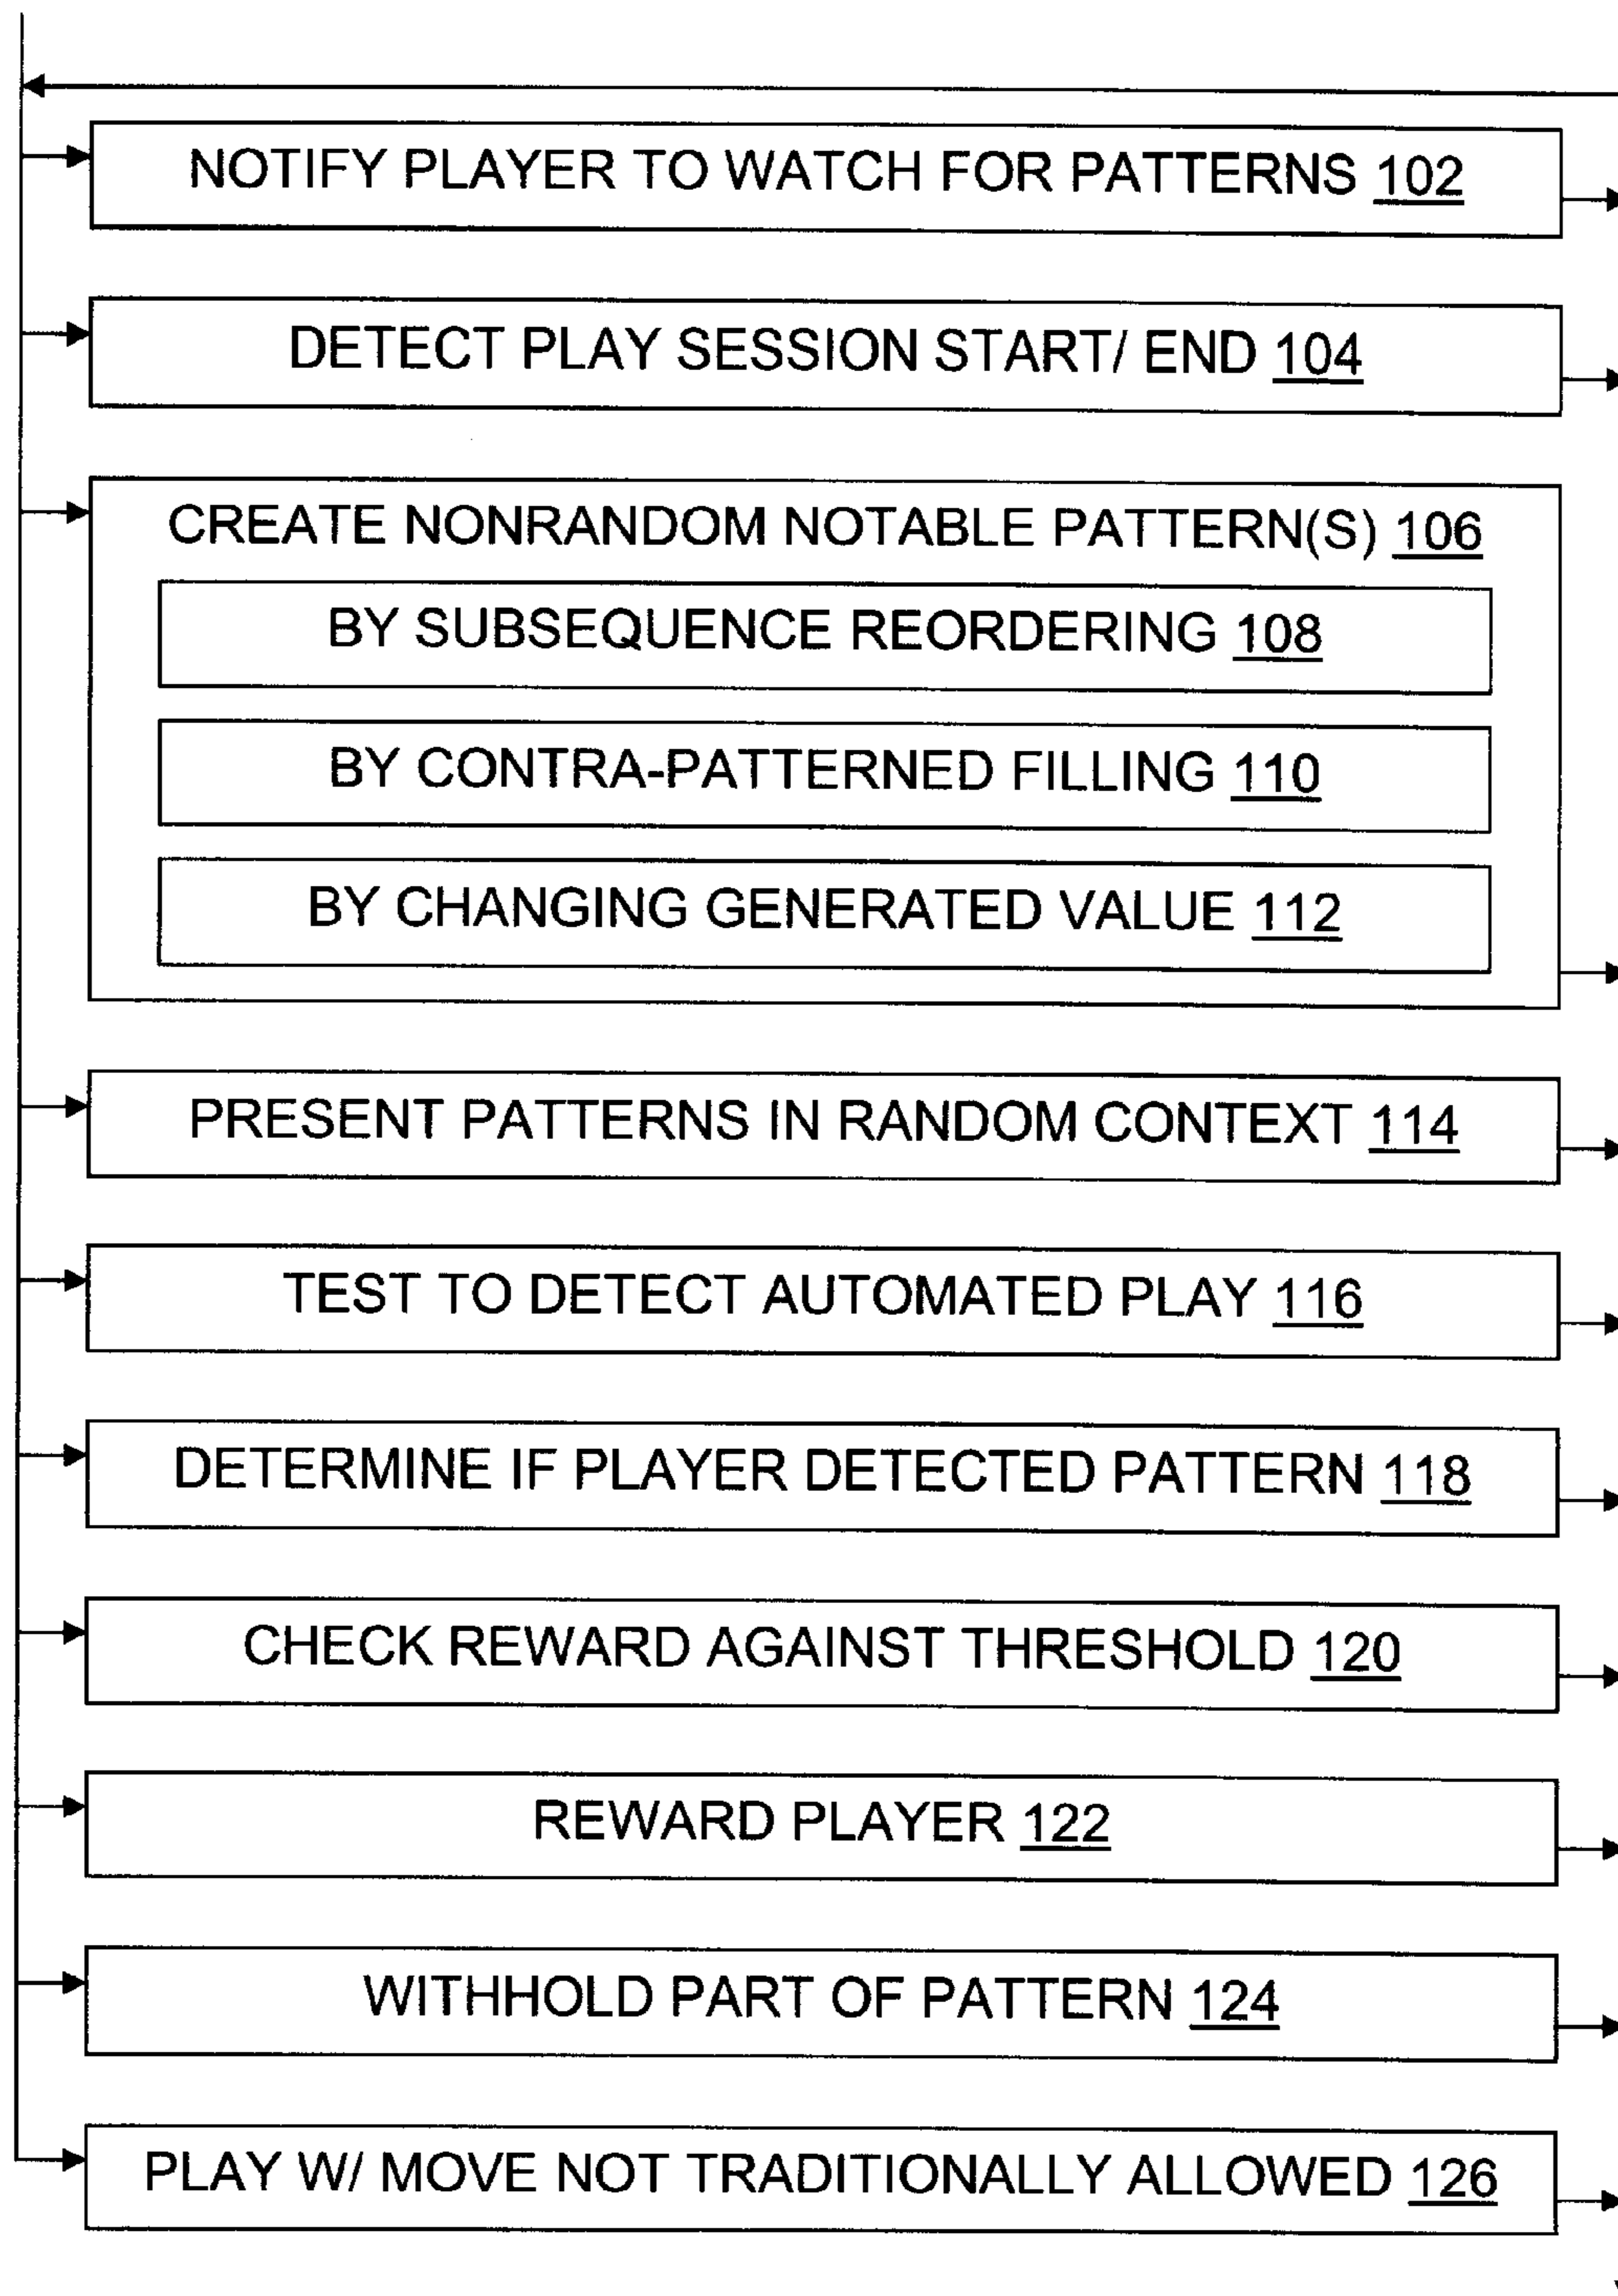 NOTIFY PLAYER TO WATCH FOR PATTERNS 102
DETECT PLAY SESSION START/ END 104
CREATE NONRANDOM NOTABLE PATTERN(S) 106
BY SUBSEQUENCE REORDERING 108
BY CONTRA-PATTERNED FILLING 110
BY CHANGING GENERATED VALUE 112
PRESENT PATTERNS IN RANDOM CONTEXT 114
TEST TO DETECT AUTOMATED PLAY 116
DETERMINE IF PLAYER DETECTED PATTERN 118
CHECK REWARD AGAINST THRESHOLD 120
REWARD PLAYER 122
WITHHOLD PART OF PATTERN 124
PLAY W/ MOVE NOT TRADITIONALLY ALLOWED 126